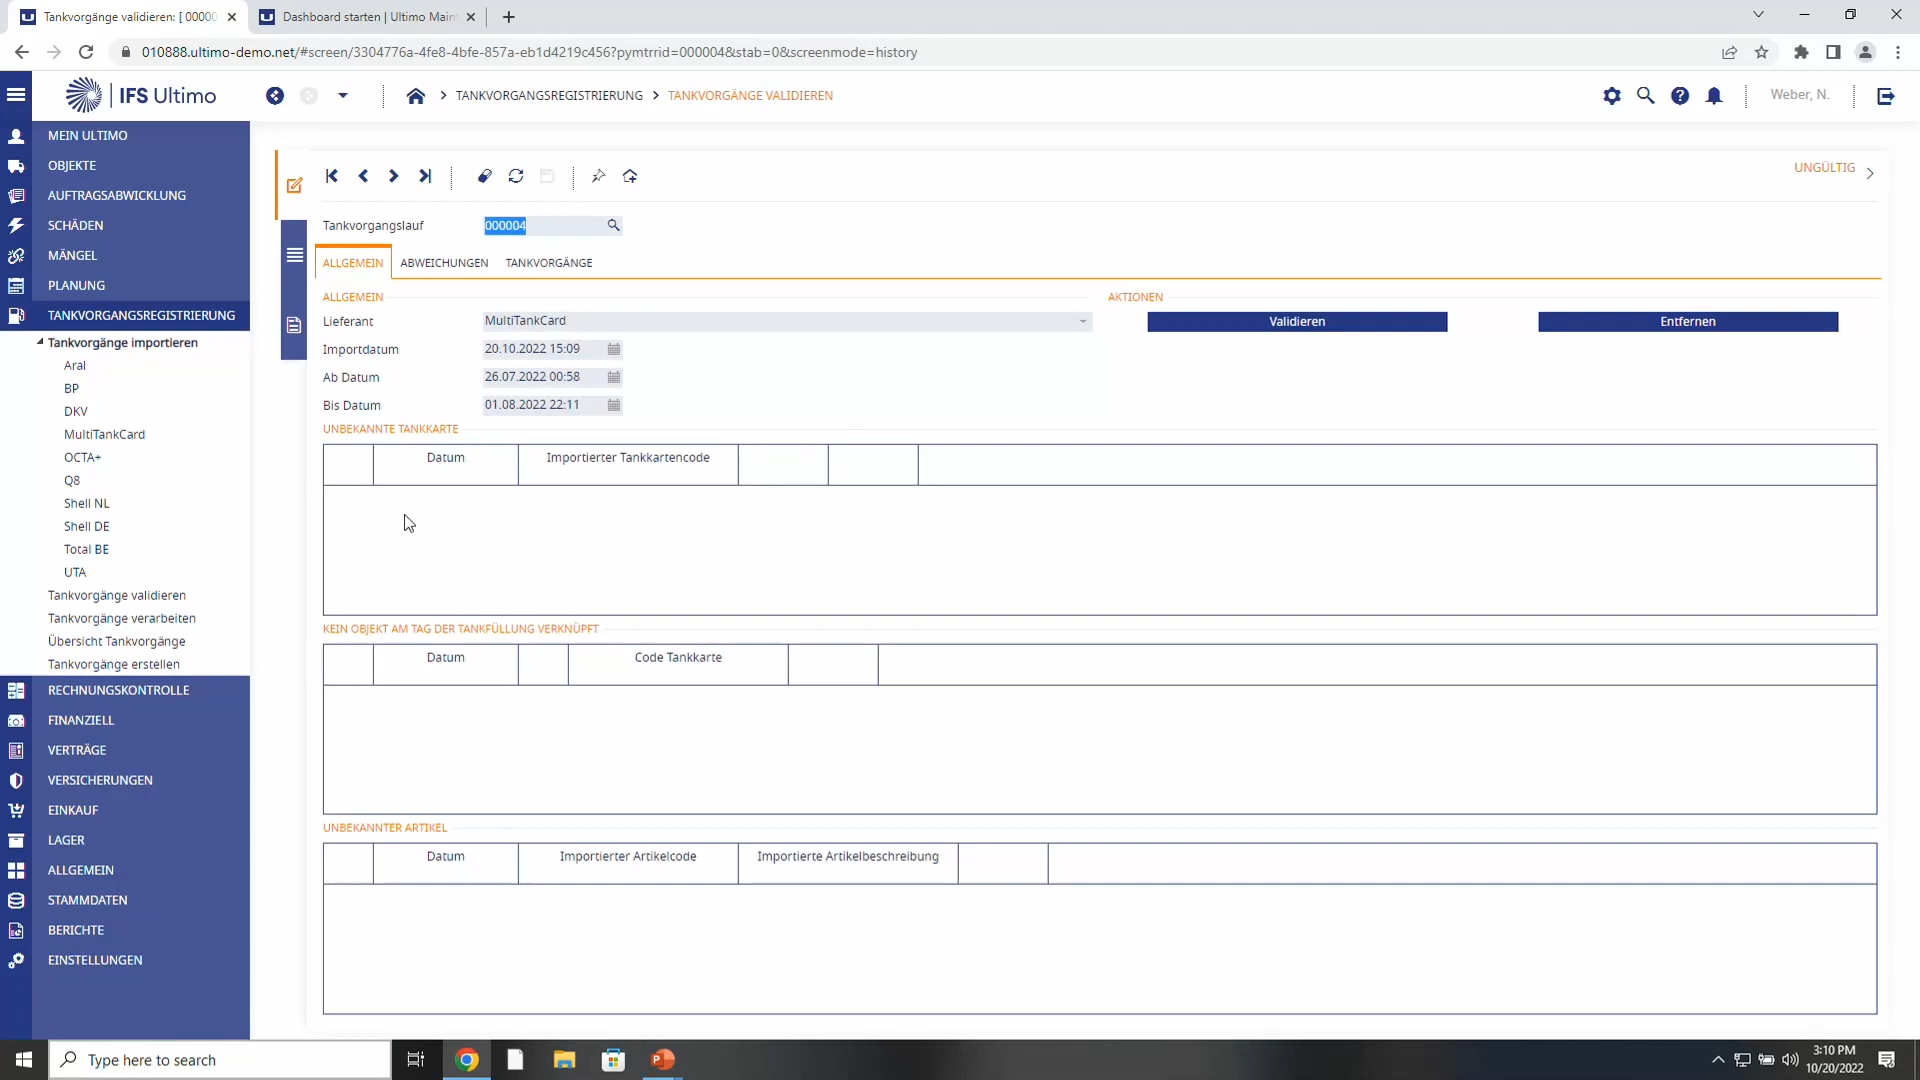 Tankvorgänge validieren: [ 00000
Dashboard starten | Ultimo Main
010888.ultimo-demo.net/#screen/3304776a-4fe8-4bfe-857a-eb1d4219c456?pymtrrid=000004&stab=0&screenmode=history
IFS Ultimo
TANKVORGANGSREGISTRIERUNG
TANKVORGÄNGE VALIDIEREN
Weber, N.
MEIN ULTIMO
OBJEKTE
AUFTRAGSABWICKLUNG
SCHÄDEN
MÄNGEL
PLANUNG
TANKVORGANGSREGISTRIERUNG
Tankvorgänge importieren
Aral
BP
DKV
MultiTankCard
OCTA+
Q8
Shell NL
Shell DE
Total BE
UTA
Tankvorgänge validieren
Tankvorgänge verarbeiten
Übersicht Tankvorgänge
Tankvorgänge erstellen
RECHNUNGSKONTROLLE
FINANZIELL
VERTRÄGE
VERSICHERUNGEN
EINKAUF
LAGER
ALLGEMEIN
STAMMDATEN
BERICHTE
EINSTELLUNGEN
UNGÜLTIG
Tankvorgangslauf 000004
ALLGEMEIN ABWEICHUNGEN TANKVORGÄNGE
ALLGEMEIN
Lieferant MultiTankCard
Importdatum 20.10.2022 15:09
Ab Datum 26.07.2022 00:58
Bis Datum 01.08.2022 22:11
AKTIONEN
Validieren Entfernen
UNBEKANNTE TANKKARTE
Datum Importierter Tankkartencode
KEIN OBJEKT AM TAG DER TANKFÜLLUNG VERKNÜPFT
Datum Code Tankkarte
UNBEKANNTER ARTIKEL
Datum Importierter Artikelcode Importierte Artikelbeschreibung
Type here to search
3:10 PM
10/20/2022